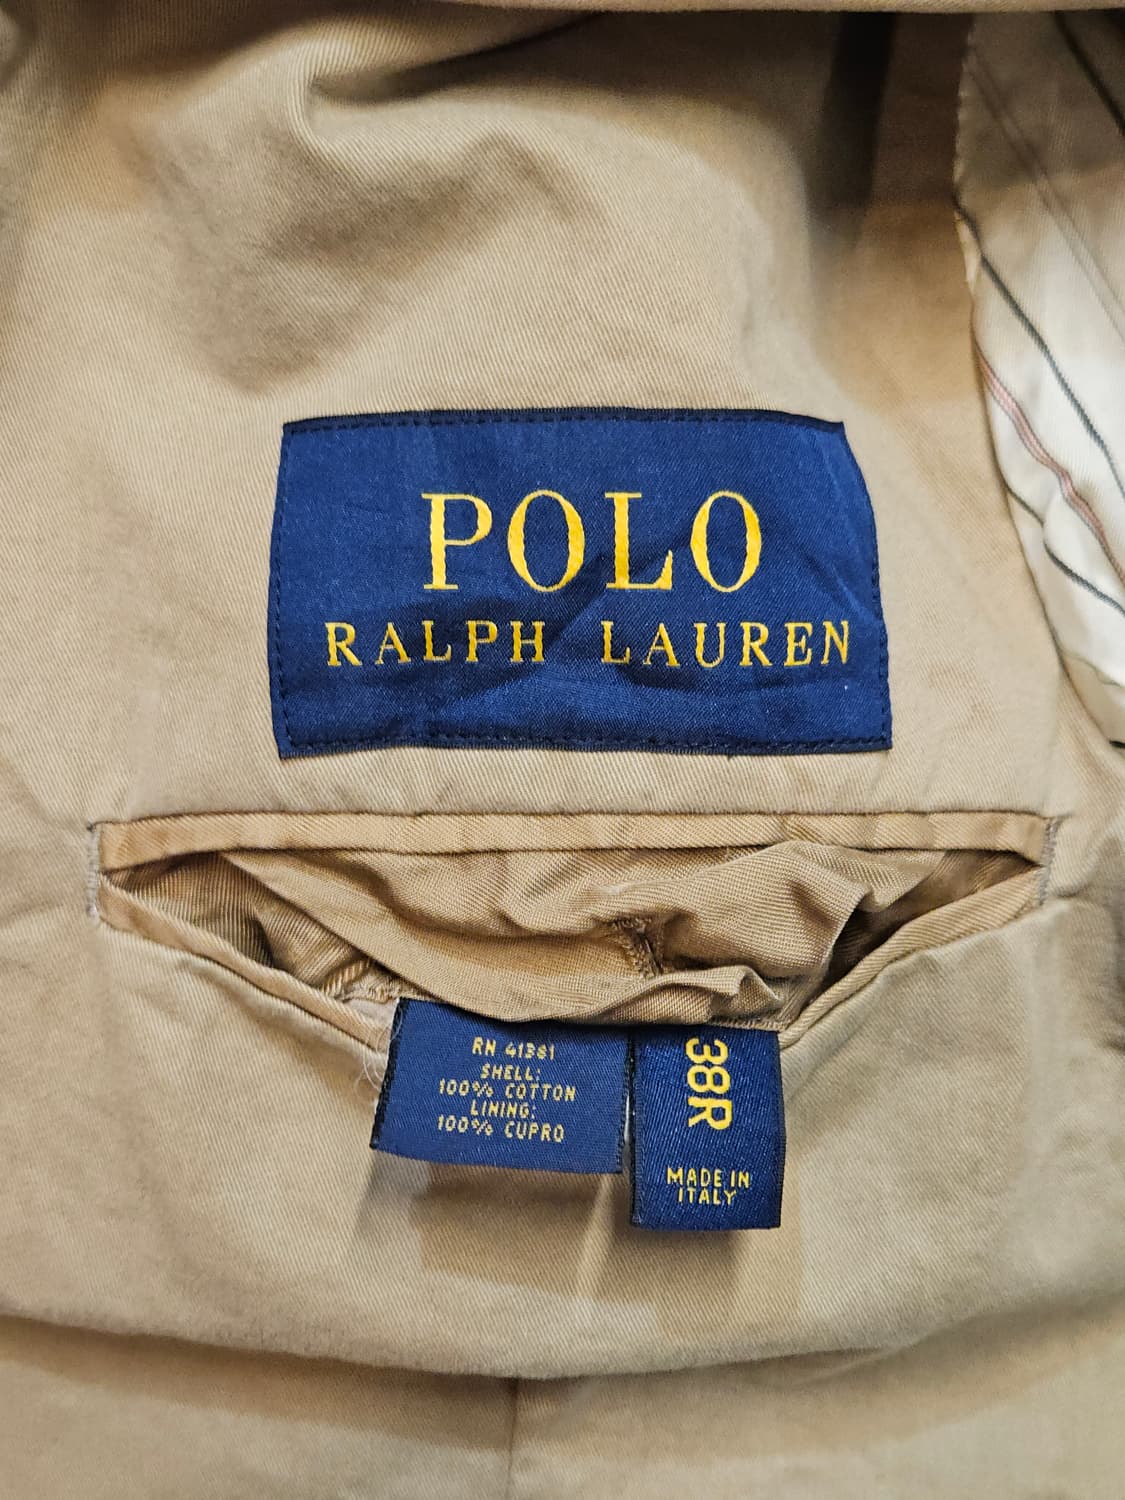 POLO
RALPH LAUREN
RN 41381
SHELL:
100% COTTON
LINING:
100% CUPRO
38R
MADE IN
ITALY